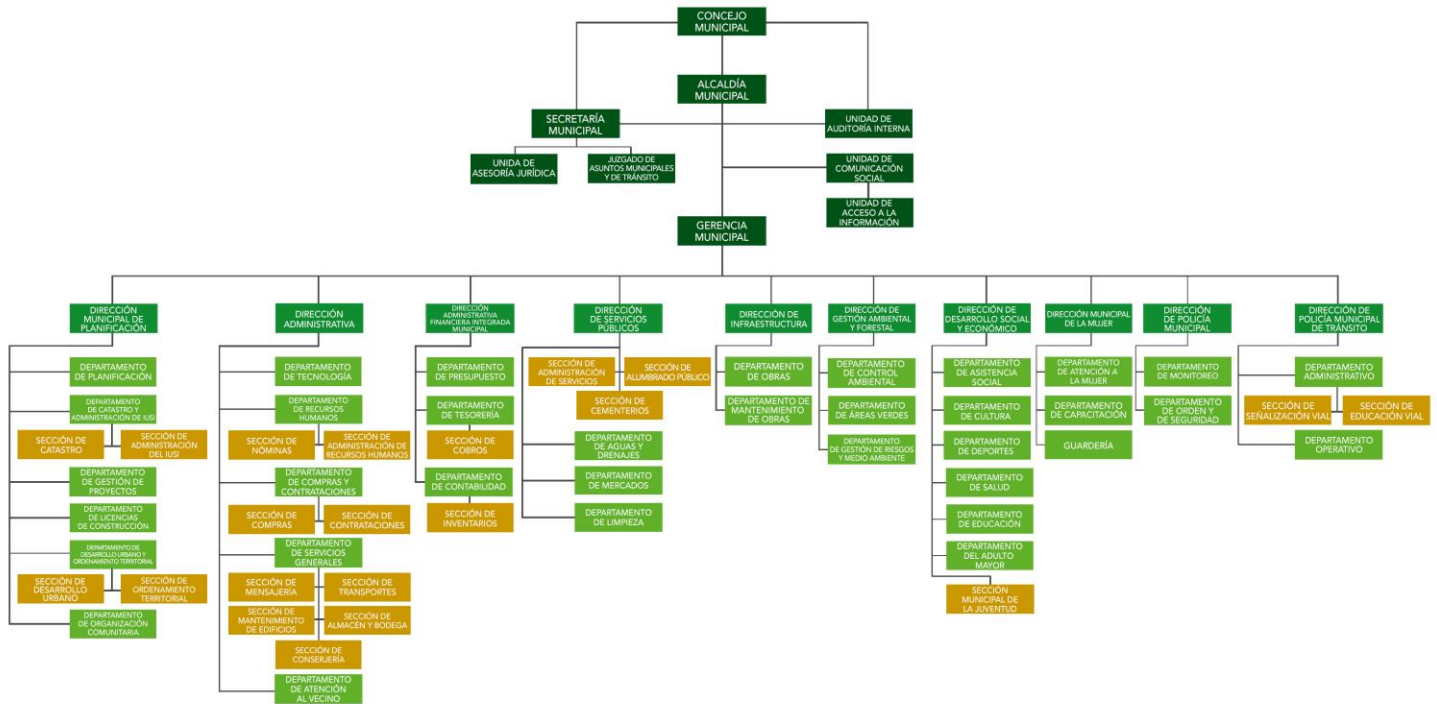 CONCEJO
MUNICIPAL
ALCALDÍA
MUNICIPAL
SECRETARÍA
MUNICIPAL
UNIDAD DE
AUDITORÍA INTERNA
UNIDA DE
ASESORÍA JURÍDICA
JUZGADO DE
ASUNTOS MUNICIPALES
Y DE TRÁNSITO
UNIDAD DE
COMUNICACIÓN
SOCIAL
UNIDAD DE
ACCESO A LA
INFORMACIÓN
GERENCIA
MUNICIPAL
DIRECCIÓN
MUNICIPAL DE
PLANIFICACIÓN
DEPARTAMENTO
DE PLANIFICACIÓN
DEPARTAMENTO
DE CATASTRO Y
ADMINISTRACIÓN DE IUSI
SECCIÓN DE
CATASTRO
SECCIÓN DE
ADMINISTRACIÓN
DEL IUSI
DEPARTAMENTO
DE GESTIÓN DE
PROYECTOS
DEPARTAMENTO
DE LICENCIAS
DE CONSTRUCCIÓN
DEPARTAMENTO DE
DESARROLLO URBANO Y
ORDENAMIENTO TERRITORIAL
SECCIÓN DE
DESARROLLO
URBANO
SECCIÓN DE
ORDENAMIENTO
TERRITORIAL
DEPARTAMENTO
DE ORGANIZACIÓN
COMUNITARIA
DIRECCIÓN
ADMINISTRATIVA
DEPARTAMENTO
DE TECNOLOGÍA
DEPARTAMENTO
DE RECURSOS
HUMANOS
SECCIÓN DE
NÓMINAS
SECCIÓN DE
ADMINISTRACIÓN DE
RECURSOS HUMANOS
DEPARTAMENTO
DE COMPRAS Y
CONTRATACIONES
SECCIÓN DE
COMPRAS
SECCIÓN DE
CONTRATACIONES
DEPARTAMENTO
DE SERVICIOS
GENERALES
SECCIÓN DE
MENSAJERÍA
SECCIÓN DE
TRANSPORTES
SECCIÓN DE
MANTENIMIENTO
DE EDIFICIOS
SECCIÓN DE
ALMACÉN Y BODEGA
SECCIÓN DE
CONSERJERÍA
DEPARTAMENTO
DE ATENCIÓN
AL VECINO
DIRECCIÓN
ADMINISTRATIVA
FINANCIERA INTEGRADA
MUNICIPAL
DEPARTAMENTO
DE PRESUPUESTO
DEPARTAMENTO
DE TESORERÍA
SECCIÓN DE
COBROS
DEPARTAMENTO
DE CONTABILIDAD
SECCIÓN DE
INVENTARIOS
DIRECCIÓN
DE SERVICIOS
PÚBLICOS
SECCIÓN DE
ADMINISTRACIÓN
DE SERVICIOS
SECCIÓN DE
ALUMBRADO PÚBLICO
SECCIÓN DE
CEMENTERIOS
DEPARTAMENTO
DE AGUAS Y
DRENAJES
DEPARTAMENTO
DE MERCADOS
DEPARTAMENTO
DE LIMPIEZA
DIRECCIÓN DE
INFRAESTRUCTURA
DEPARTAMENTO
DE OBRAS
DEPARTAMENTO DE
MANTENIMIENTO
DE OBRAS
DIRECCIÓN DE
GESTIÓN AMBIENTAL
Y FORESTAL
DEPARTAMENTO
DE CONTROL
AMBIENTAL
DEPARTAMENTO
DE ÁREAS VERDES
DEPARTAMENTO
DE GESTIÓN DE RIESGOS
Y MEDIO AMBIENTE
DIRECCIÓN DE
DESARROLLO SOCIAL
Y ECONÓMICO
DEPARTAMENTO
DE ASISTENCIA
SOCIAL
DEPARTAMENTO
DE CULTURA
DEPARTAMENTO
DE DEPORTES
DEPARTAMENTO
DE SALUD
DEPARTAMENTO
DE EDUCACIÓN
DEPARTAMENTO
DEL ADULTO
MAYOR
SECCIÓN
MUNICIPAL DE
LA JUVENTUD
DIRECCIÓN MUNICIPAL
DE LA MUJER
DEPARTAMENTO
DE ATENCIÓN A
LA MUJER
DEPARTAMENTO
DE CAPACITACIÓN
GUARDERÍA
DIRECCIÓN
DE POLICÍA
MUNICIPAL
DEPARTAMENTO
DE MONITOREO
DEPARTAMENTO
DE ORDEN Y
SEGURIDAD
DIRECCIÓN DE
POLICÍA MUNICIPAL
DE TRÁNSITO
DEPARTAMENTO
ADMINISTRATIVO
SECCIÓN DE
SEÑALIZACIÓN VIAL
SECCIÓN DE
EDUCACIÓN VIAL
DEPARTAMENTO
OPERATIVO